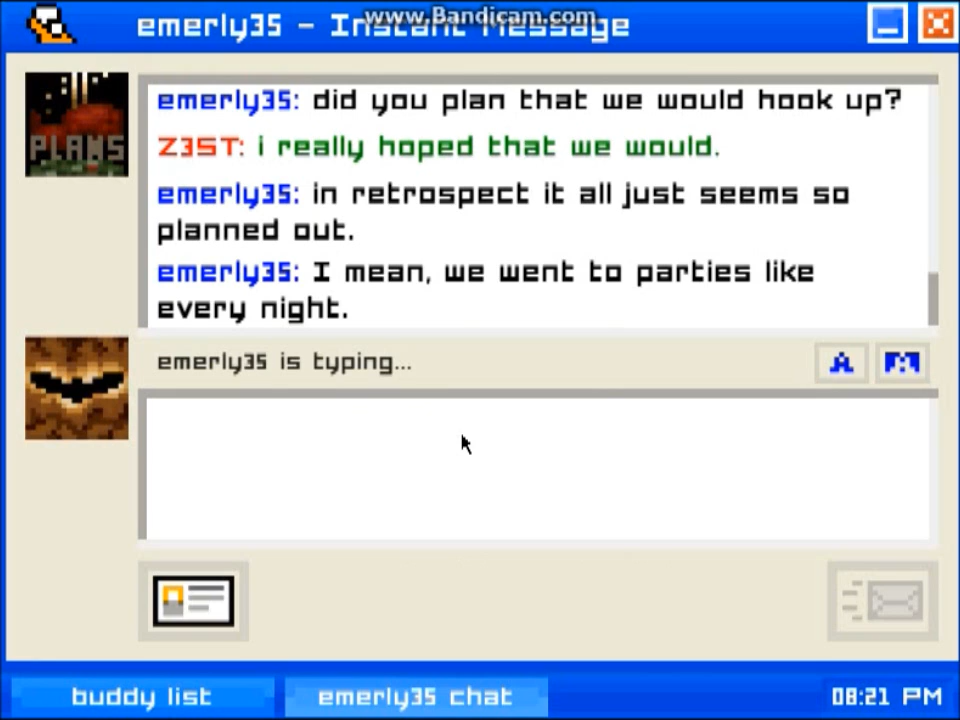 www.Bandicam.com
emerly35 - Instant Message
emerly35: did you plan that we would hook up?
Z3ST: i really hoped that we would.
emerly35: in retrospect it all just seems so
planned out.
emerly35: I mean, we went to parties like
every night.
PLANS
emerly35 is typing...
A
buddy list
emerly35 chat
08:21 PM